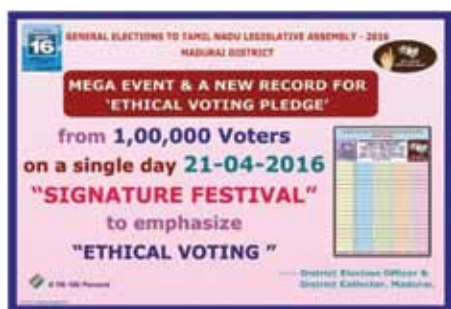 16
GENERAL ELECTIONS TO TAMIL NADU LEGISLATIVE ASSEMBLY - 2016
MADURAI DISTRICT
MEGA EVENT & A NEW RECORD FOR
'ETHICAL VOTING PLEDGE'
from 1,00,000 Voters
on a single day 21-04-2016
"SIGNATURE FESTIVAL"
to emphasize
"ETHICAL VOTING "
District Election Officer &
District Collector, Madurai.